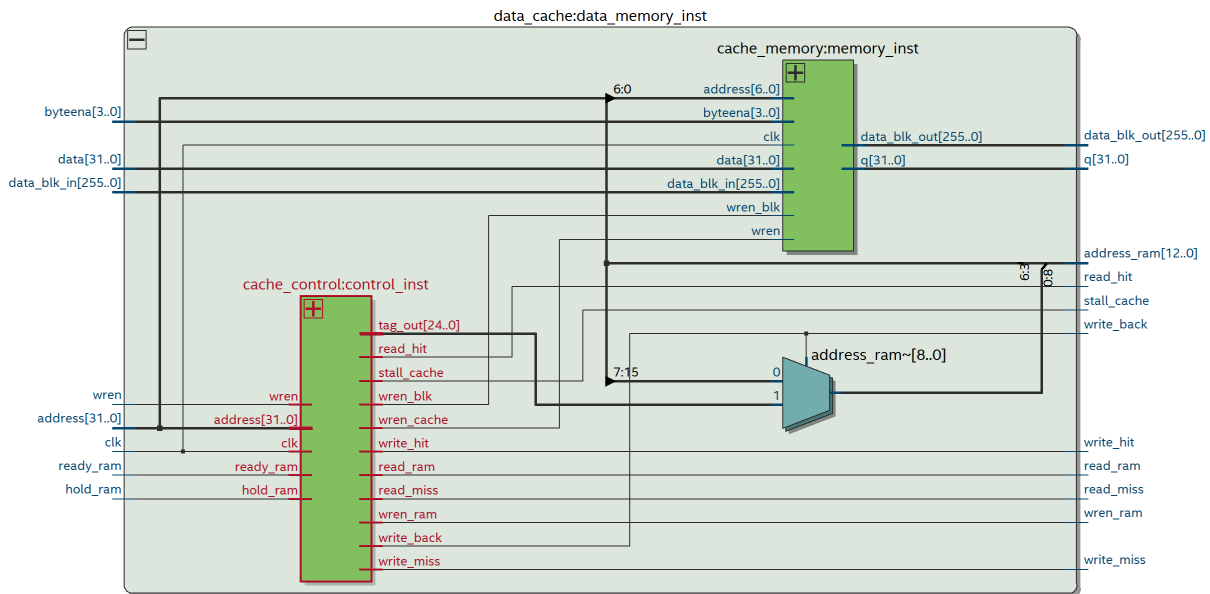 data_cache:data_memory_inst
cache_memory:memory_inst
6:0
address[6..0]
byteena[3..0]
byteena[3..0]
clk
data_blk_out[255..0]
data_blk_out[255..0]
data[31..0]
data[31..0]
q[31..0]
q[31..0]
data_blk_in[255..0]
data_blk_in[255..0]
wren_blk
wren
address_ram[12..0]
6:3
0:8
read_hit
cache_control:control_inst
stall_cache
tag_out[24..0]
write_back
read_hit
address_ram~[8..0]
stall_cache
7:15
0
wren
wren
wren_blk
1
address[31..0]
address[31..0]
wren_cache
clk
clk
write_hit
write_hit
ready_ram
ready_ram
read_ram
read_ram
hold_ram
hold_ram
read_miss
read_miss
wren_ram
wren_ram
write_back
write_miss
write_miss